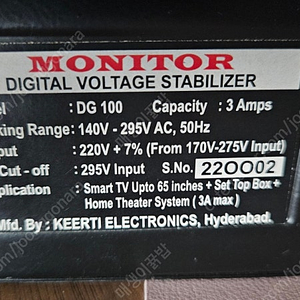 MONITOR
DIGITAL VOLTAGE STABILIZER
el : DG 100 Capacity : 3 Amps
king Range: 140V - 295V AC, 50Hz
put : 220V + 7% (From 170V-275V Input)
Cut - off : 295V Input S.No. 220002
plication : Smart TV Upto 65 inches + Set Top Box +
Home Theater System ( 3A max )
Mfd. By : KEERTI ELECTRONICS, Hyderabad.